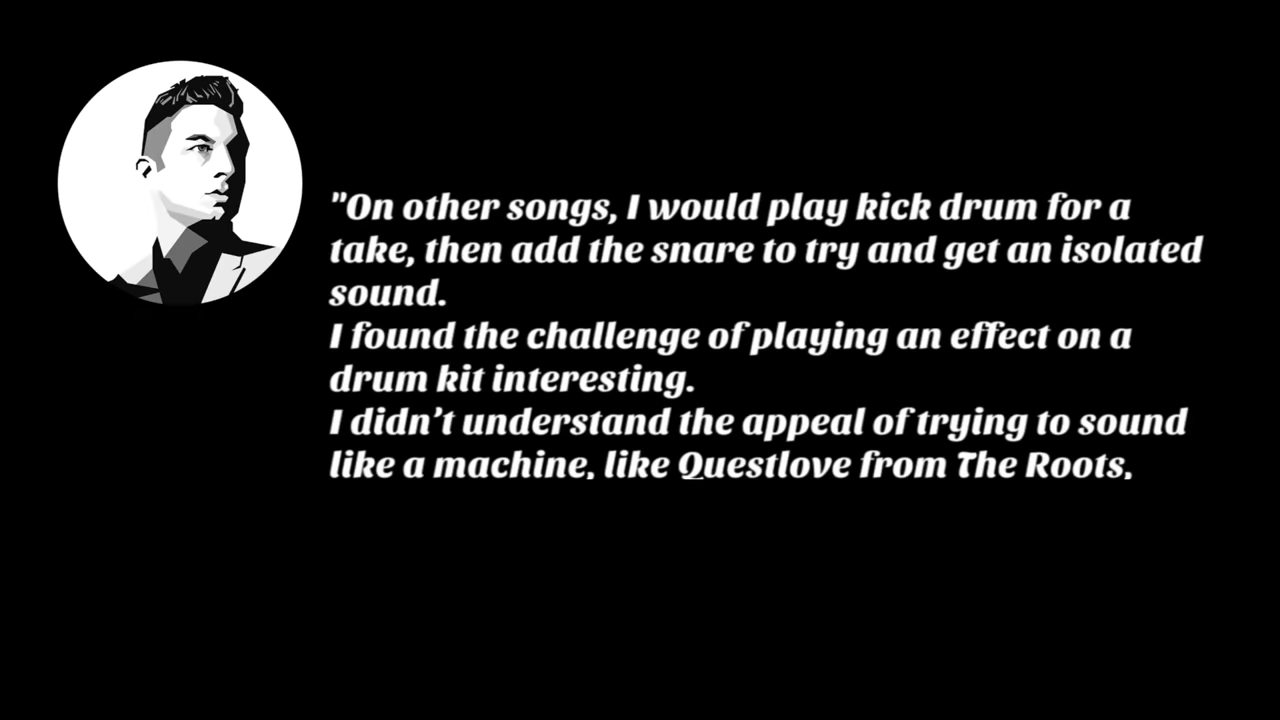 "On other songs, I would play kick drum for a
take, then add the snare to try and get an isolated
sound.
I found the challenge of playing an effect on a
drum kit interesting.
I didn’t understand the appeal of trying to sound
like a machine, like Questlove from The Roots,